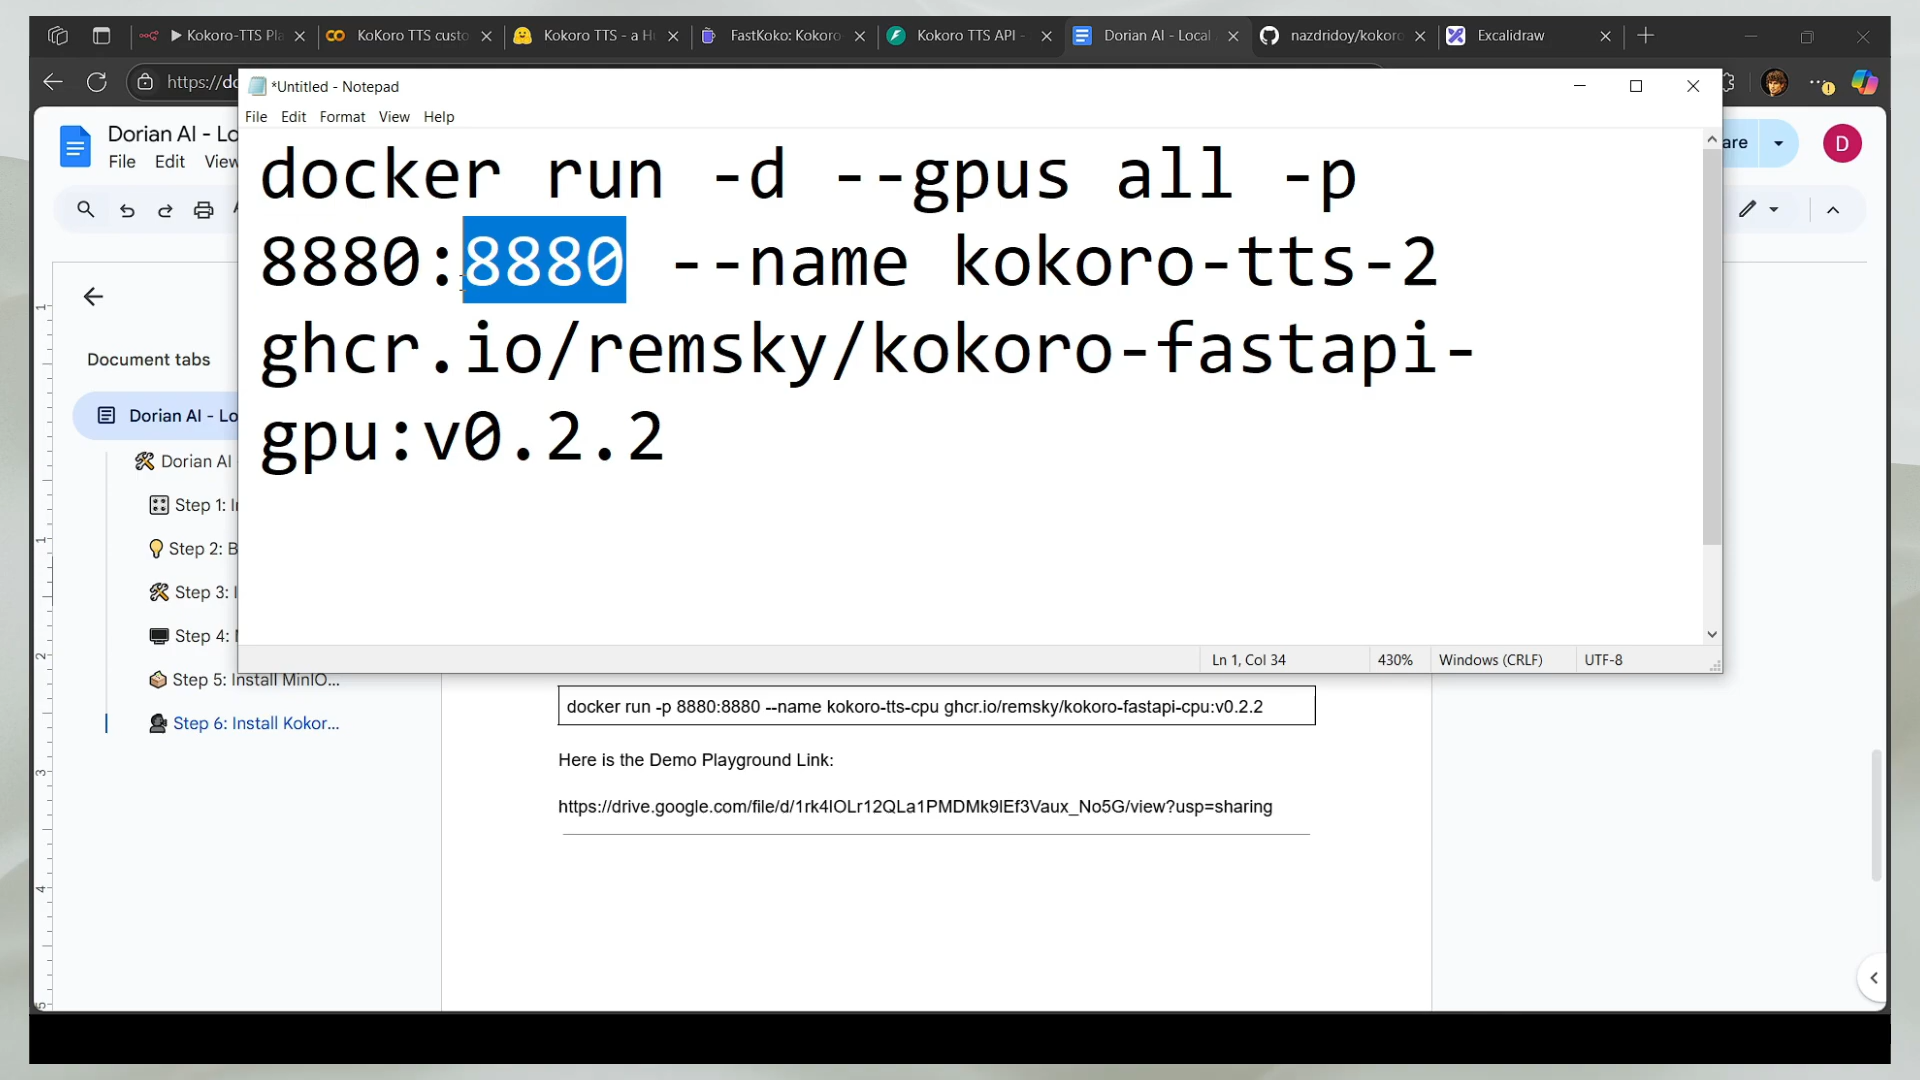 Kokoro-TTS Pl
KoKoro TTS custo
Kokoro TTS - a H
FastKoko: Kokoro
Kokoro TTS API -
Dorian AI - Local
nazdridoy/kokoro
Excalidraw
https://do
*Untitled - Notepad
File Edit Format View Help
docker run -d --gpus all -p
8880:8880 --name kokoro-tts-2
ghcr.io/remsky/kokoro-fastapi-
gpu:v0.2.2
Ln 1, Col 34
430%
Windows (CRLF)
UTF-8
Dorian AI - Lo
File Edit View
are
D
Document tabs
Dorian AI - Lo
Dorian AI
Step 1: I
Step 2: B
Step 3: I
Step 4:
Step 5: Install MinIO...
Step 6: Install Kokor...
docker run -p 8880:8880 --name kokoro-tts-cpu ghcr.io/remsky/kokoro-fastapi-cpu:v0.2.2
Here is the Demo Playground Link:
https://drive.google.com/file/d/1rk4lOLr12QLa1PMDMk9lEf3Vaux_No5G/view?usp=sharing